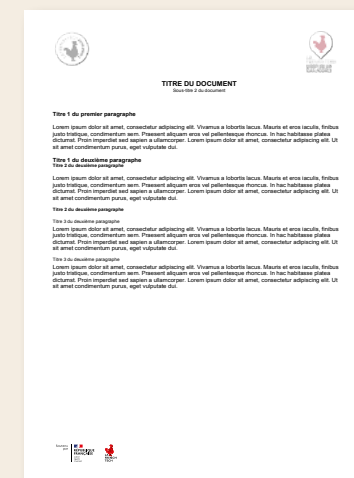 TITRE DU DOCUMENT
Sous-titre 2 du document
Titre 1 du premier paragraphe
Lorem ipsum dolor sit amet, consectetur adipiscing elit. Vivamus a lobortis lacus. Mauris et eros iaculis, finibus
justo tristique, condimentum sem. Praesent aliquam eros vel pellentesque rhoncus. In hac habitasse platea
dictumst. Proin imperdiet sed sapien a ullamcorper. Lorem ipsum dolor sit amet, consectetur adipiscing elit. Ut
sit amet condimentum purus, eget vulputate dui.
Titre 1 du deuxième paragraphe
Titre 2 du deuxième paragraphe
Lorem ipsum dolor sit amet, consectetur adipiscing elit. Vivamus a lobortis lacus. Mauris et eros iaculis, finibus
justo tristique, condimentum sem. Praesent aliquam eros vel pellentesque rhoncus. In hac habitasse platea
dictumst. Proin imperdiet sed sapien a ullamcorper. Lorem ipsum dolor sit amet, consectetur adipiscing elit. Ut
sit amet condimentum purus, eget vulputate dui.
Titre 2 du deuxième paragraphe
Titre 3 du deuxième paragraphe
Lorem ipsum dolor sit amet, consectetur adipiscing elit. Vivamus a lobortis lacus. Mauris et eros iaculis, finibus
justo tristique, condimentum sem. Praesent aliquam eros vel pellentesque rhoncus. In hac habitasse platea
dictumst. Proin imperdiet sed sapien a ullamcorper. Lorem ipsum dolor sit amet, consectetur adipiscing elit. Ut
sit amet condimentum purus, eget vulputate dui.
Titre 3 du deuxième paragraphe
Lorem ipsum dolor sit amet, consectetur adipiscing elit. Vivamus a lobortis lacus. Mauris et eros iaculis, finibus
justo tristique, condimentum sem. Praesent aliquam eros vel pellentesque rhoncus. In hac habitasse platea
dictumst. Proin imperdiet sed sapien a ullamcorper. Lorem ipsum dolor sit amet, consectetur adipiscing elit. Ut
sit amet condimentum purus, eget vulputate dui.
RÉPUBLIQUE
FRANÇAISE
LA
FRENCH
TECH